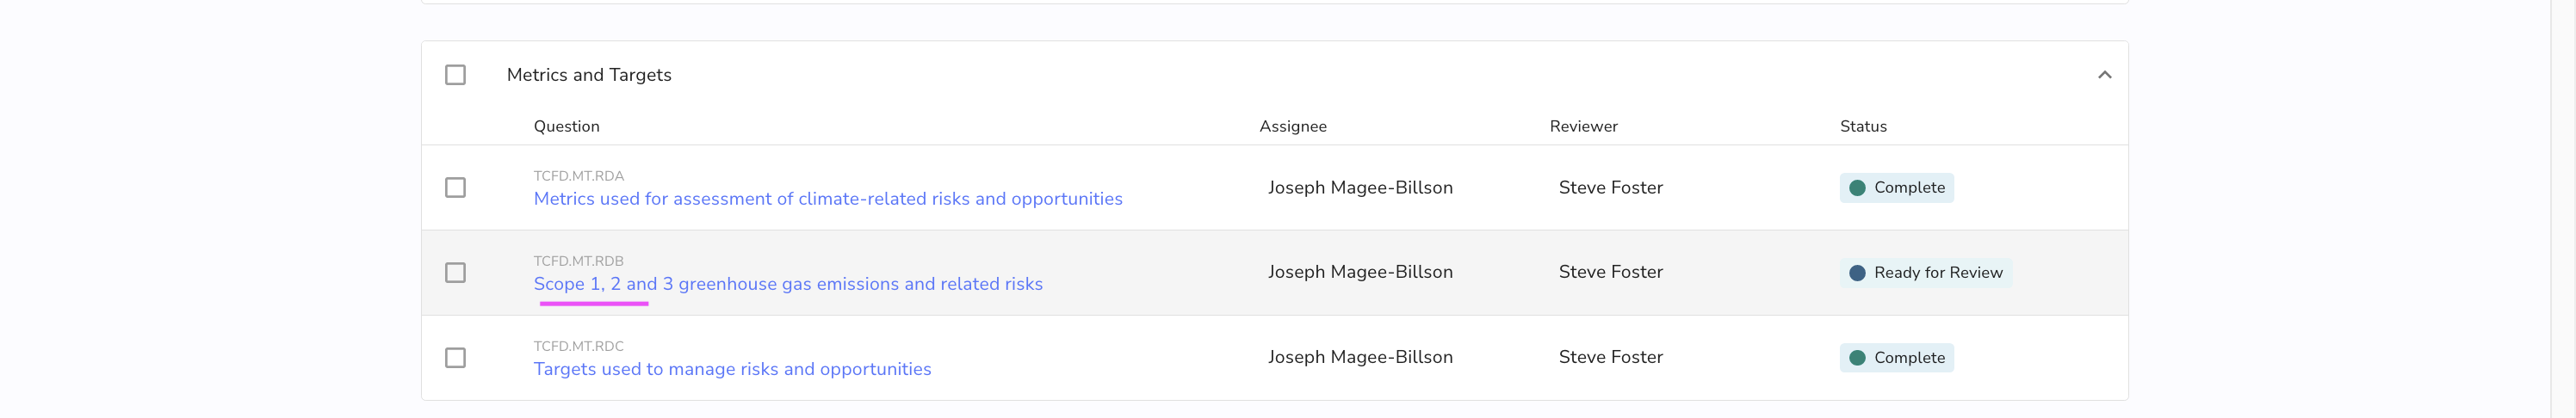 Metrics and Targets
Question Assignee Reviewer Status
TCFD.MT.RDA
Metrics used for assessment of climate-related risks and opportunities Joseph Magee-Billson Steve Foster Complete
TCFD.MT.RDB
Scope 1, 2 and 3 greenhouse gas emissions and related risks Joseph Magee-Billson Steve Foster Ready for Review
TCFD.MT.RDC
Targets used to manage risks and opportunities Joseph Magee-Billson Steve Foster Complete